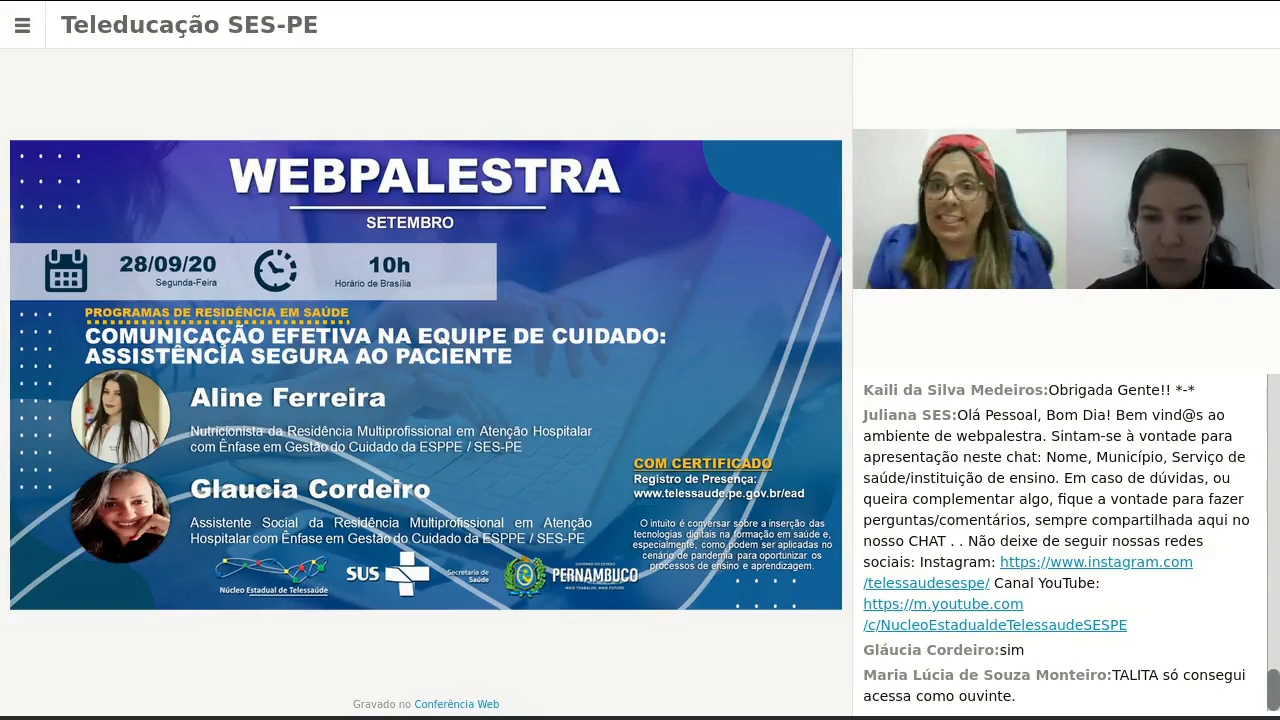 Teleducação SES-PE
WEBPALESTRA
SETEMBRO
28/09/20
Segunda-Feira
10h
Horário de Brasília
PROGRAMAS DE RESIDÊNCIA EM SAÚDE
COMUNICAÇÃO EFETIVA NA EQUIPE DE CUIDADO:
ASSISTÊNCIA SEGURA AO PACIENTE
Aline Ferreira
Nutricionista da Residência Multiprofissional em Atenção Hospitalar
com Ênfase em Gestão do Cuidado da ESPPE / SES-PE
Glaucia Cordeiro
Assistente Social da Residência Multiprofissional em Atenção
Hospitalar com Ênfase em Gestão do Cuidado da ESPPE / SES-PE
COM CERTIFICADO
Registro de Presença:
www.telessaude.pe.gov.br/ead
O intuito é conversar sobre a inserção das
tecnologias digitais na formação em saúde e,
especialmente, como podem ser aplicadas no
cenário de pandemia para oportunizar os
processos de ensino e aprendizagem.
Núcleo Estadual de Telessaúde
SUS
Secretaria de
Saúde
PERNAMBUCO
Gravado no Conferência Web
Kaili da Silva Medeiros:Obrigada Gente!! *-*
Juliana SES:Olá Pessoal, Bom Dia! Bem vind@s ao
ambiente de webpalestra. Sintam-se à vontade para
apresentação neste chat: Nome, Município, Serviço de
saúde/instituição de ensino. Em caso de dúvidas, ou
queira complementar algo, fique a vontade para fazer
perguntas/comentários, sempre compartilhada aqui no
nosso CHAT . . Não deixe de seguir nossas redes
sociais: Instagram: https://www.instagram.com
/telessaudesespe/ Canal YouTube:
https://m.youtube.com
/c/NucleoEstadualdeTelessaudeSESPE
Gláucia Cordeiro:sim
Maria Lúcia de Souza Monteiro:TALITA só consegui
acessa como ouvinte.